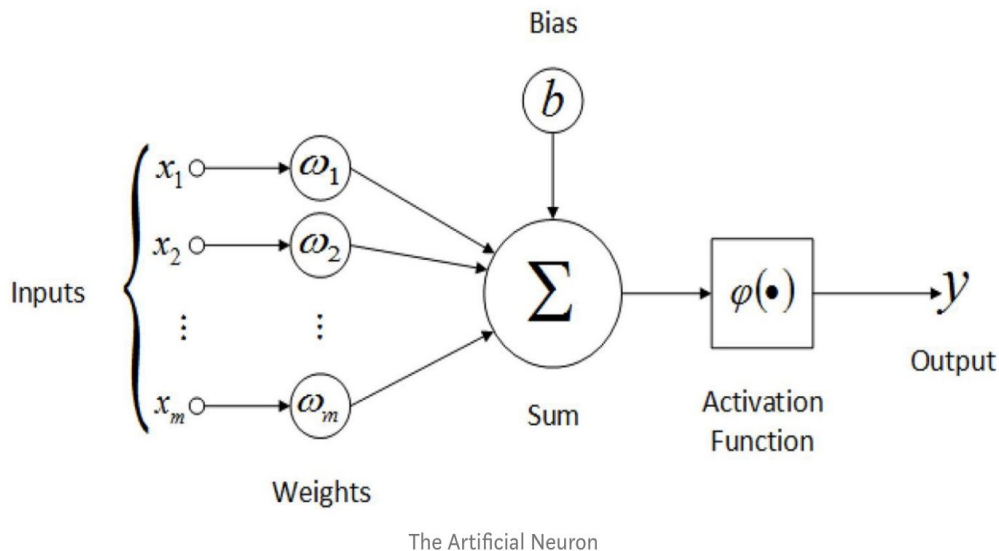 Bias
b
x₁ ω₁
x₂ ω₂
Inputs
⋮ ⋮
Σ
φ(•)
y
Output
xₘ ωₘ
Sum
Activation
Function
Weights
The Artificial Neuron